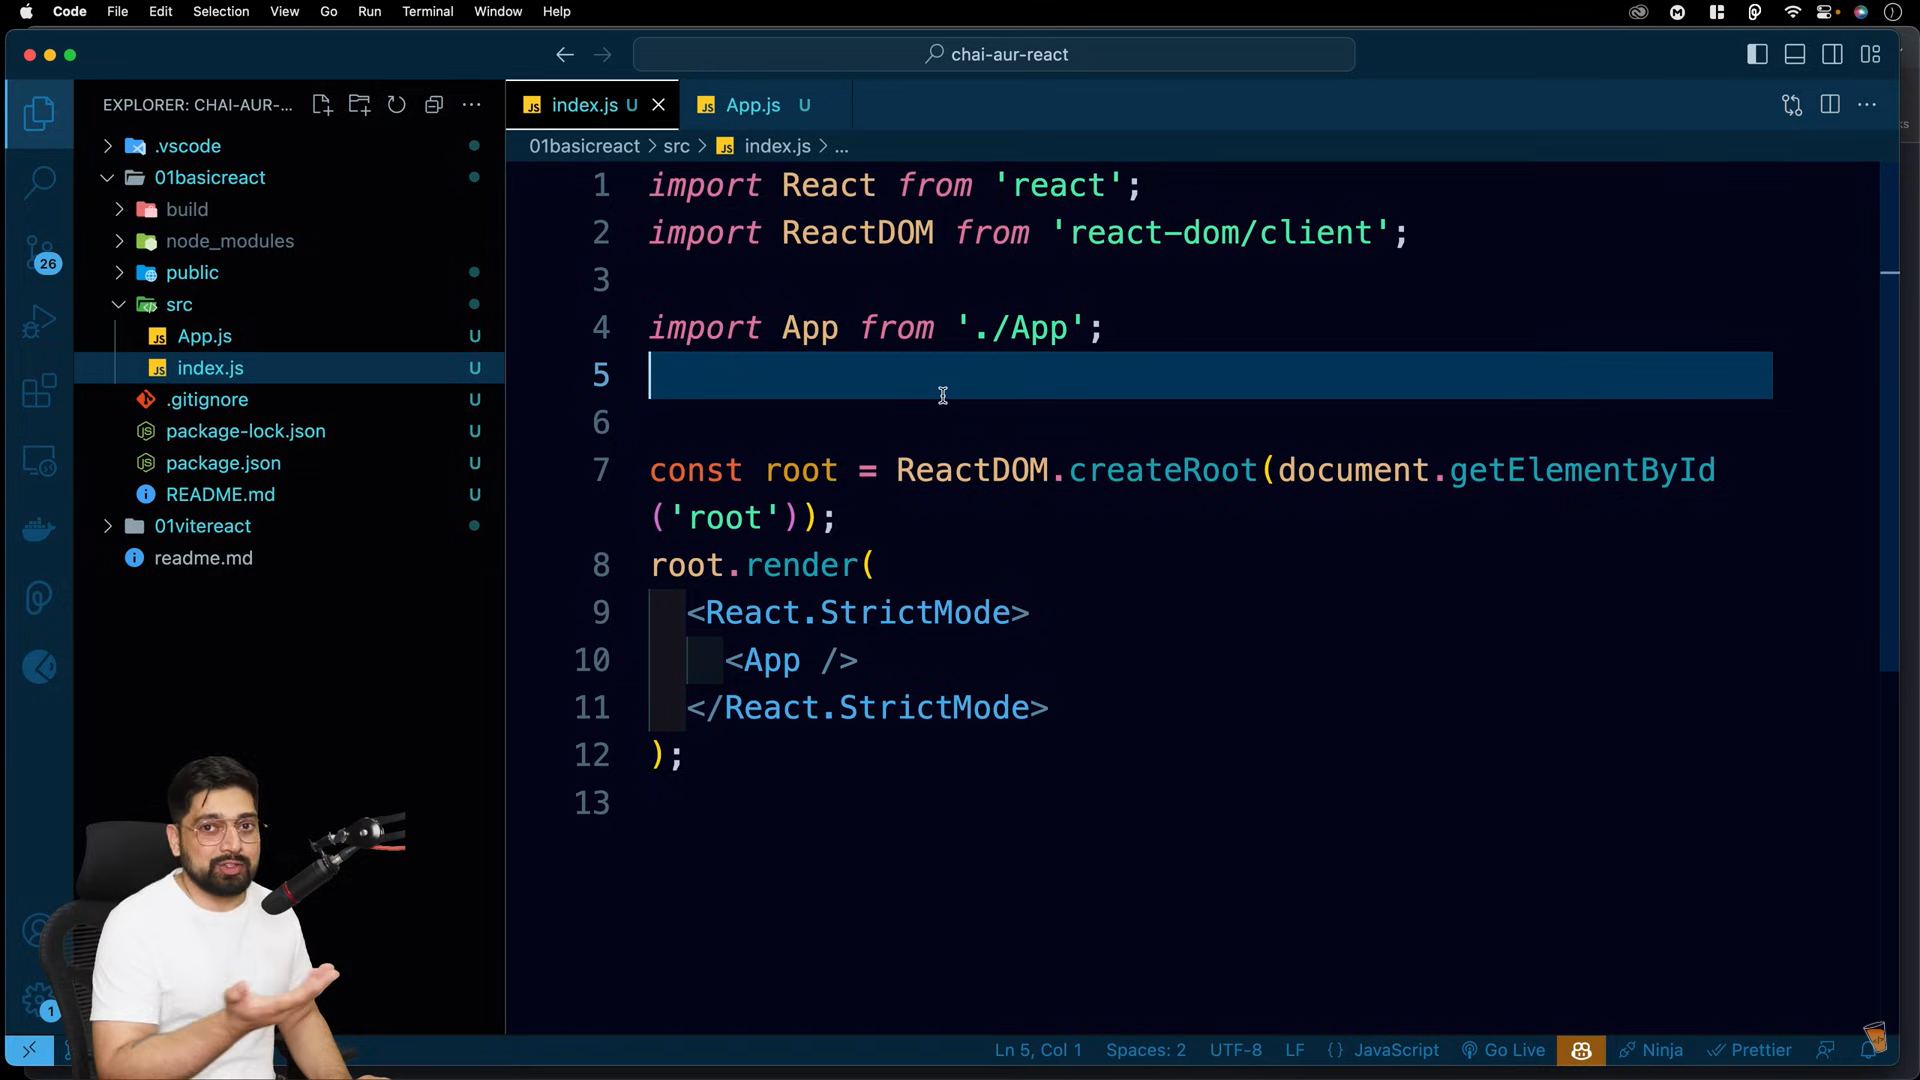 Code File Edit Selection View Go Run Terminal Window Help
chai-aur-react
EXPLORER: CHAI-AUR-...
.vscode
01basicreact
build
node_modules
public
src
App.js U
index.js U
.gitignore U
package-lock.json U
package.json U
README.md U
01vitereact
readme.md
26
1
index.js U
App.js U
01basicreact > src > JS index.js > ...
1 import React from 'react';
2 import ReactDOM from 'react-dom/client';
3
4 import App from './App';
5
6
7 const root = ReactDOM.createRoot(document.getElementById
('root'));
8 root.render(
9 <React.StrictMode>
10 <App />
11 </React.StrictMode>
12 );
13
Ln 5, Col 1 Spaces: 2 UTF-8 LF {} JavaScript Go Live Ninja Prettier